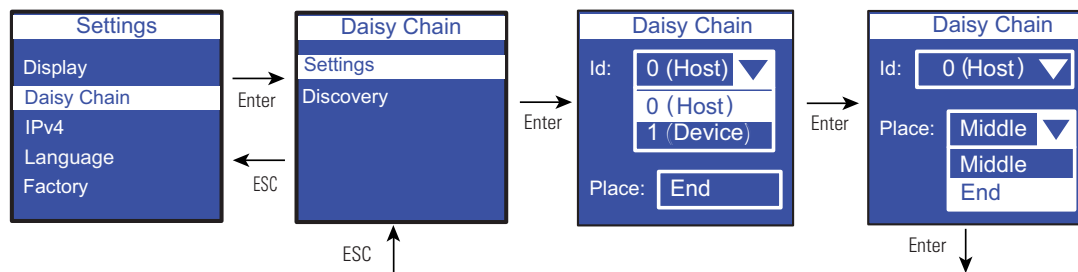 Settings
Display
Daisy Chain
IPv4
Language
Factory
Enter
ESC
Daisy Chain
Settings
Discovery
ESC
Enter
Daisy Chain
Id: 0 (Host)
0 (Host)
1 (Device)
Place: End
Enter
Daisy Chain
Id: 0 (Host)
Place: Middle
Middle
End
Enter